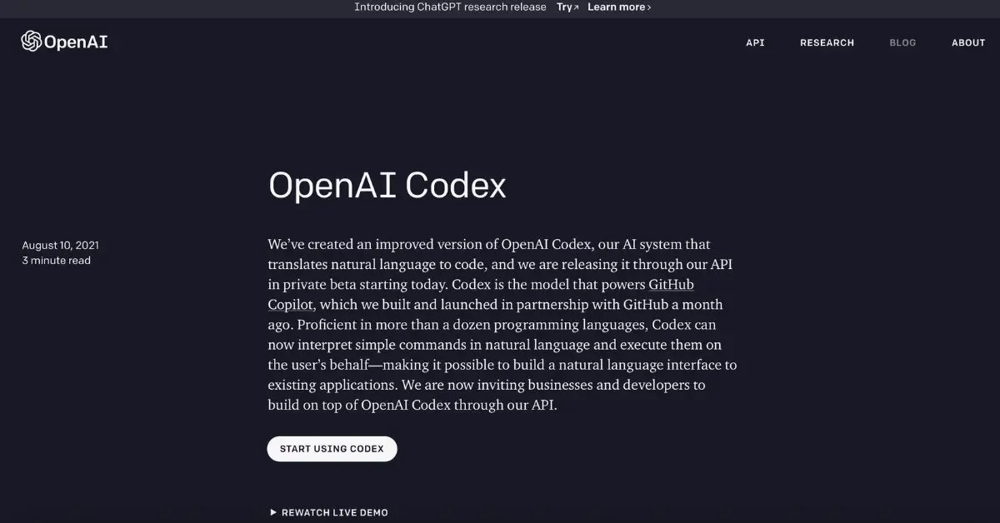 Introducing ChatGPT research release Try↗ Learn more›
OpenAI
API RESEARCH BLOG ABOUT
OpenAI Codex
August 10, 2021
3 minute read
We’ve created an improved version of OpenAI Codex, our AI system that
translates natural language to code, and we are releasing it through our API
in private beta starting today. Codex is the model that powers GitHub
Copilot, which we built and launched in partnership with GitHub a month
ago. Proficient in more than a dozen programming languages, Codex can
now interpret simple commands in natural language and execute them on
the user’s behalf—making it possible to build a natural language interface to
existing applications. We are now inviting businesses and developers to
build on top of OpenAI Codex through our API.
START USING CODEX
▶ REWATCH LIVE DEMO